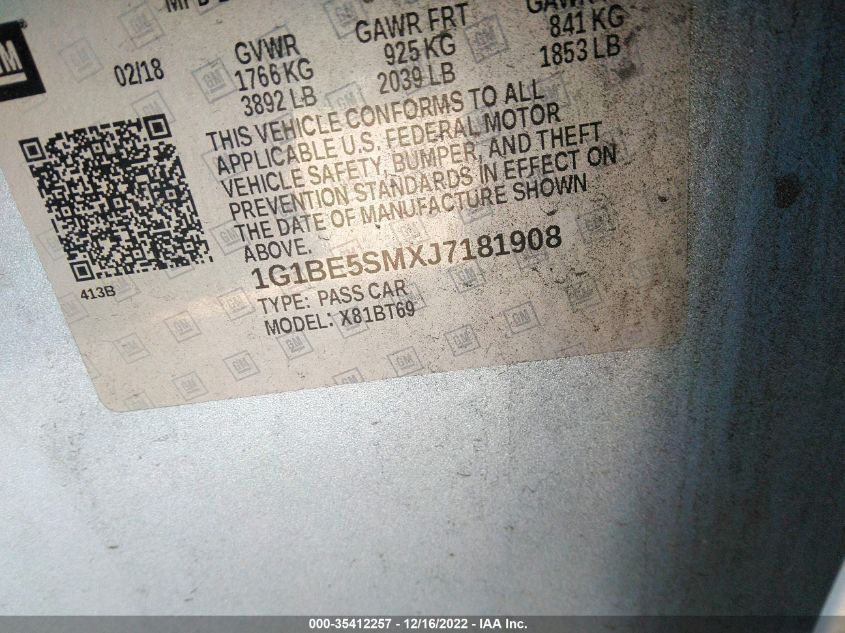 GM
02/18
GVWR
1766 KG
3892 LB
GAWR FRT
925 KG
2039 LB
841 KG
1853 LB
THIS VEHICLE CONFORMS TO ALL
APPLICABLE U.S. FEDERAL MOTOR
VEHICLE SAFETY, BUMPER, AND THEFT
PREVENTION STANDARDS IN EFFECT ON
THE DATE OF MANUFACTURE SHOWN
ABOVE.
413B
1G1BE5SMXJ7181908
TYPE: PASS CAR
MODEL: X81BT69
000-35412257 - 12/16/2022 - IAA Inc.